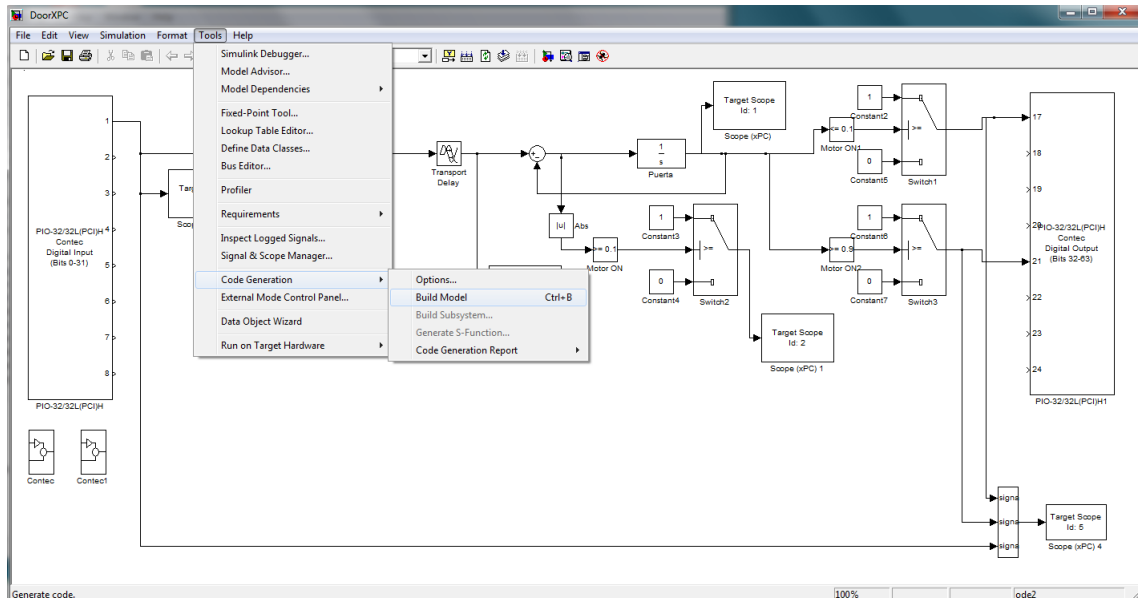 DoorXPC
File Edit View Simulation Format Tools Help
Simulink Debugger...
Model Advisor...
Model Dependencies
Fixed-Point Tool...
Lookup Table Editor...
Define Data Classes...
Bus Editor...
Profiler
Requirements
Inspect Logged Signals...
Signal & Scope Manager...
Code Generation
External Mode Control Panel...
Data Object Wizard
Run on Target Hardware
Options...
Build Model Ctrl+B
Build Subsystem...
Generate S-Function...
Code Generation Report
1
2
3
4
5
6
7
8
PIO-32/32L(PCI)H
Contec
Digital Input
(Bits 0-31)
PIO-32/32L(PCI)H
Contec
Contec1
Transport
Delay
+
-
1
s
Puerta
Target Scope
Id: 1
Scope (xPC)
|u|
Abs
>= 0.1
Motor ON
1
Constant3
0
Constant4
>=
Switch2
Target Scope
Id: 2
Scope (xPC) 1
<= 0.1
Motor ON1
1
Constant2
0
Constant5
>=
Switch1
>= 0.9
Motor ON2
1
Constant6
0
Constant7
>=
Switch3
17
18
19
20
21
22
23
24
PIO-32/32L(PCI)H
Contec
Digital Output
(Bits 32-63)
PIO-32/32L(PCI)H1
signa
signa
signa
Target Scope
Id: 5
Scope (xPC) 4
Generate code.
100%
ode2